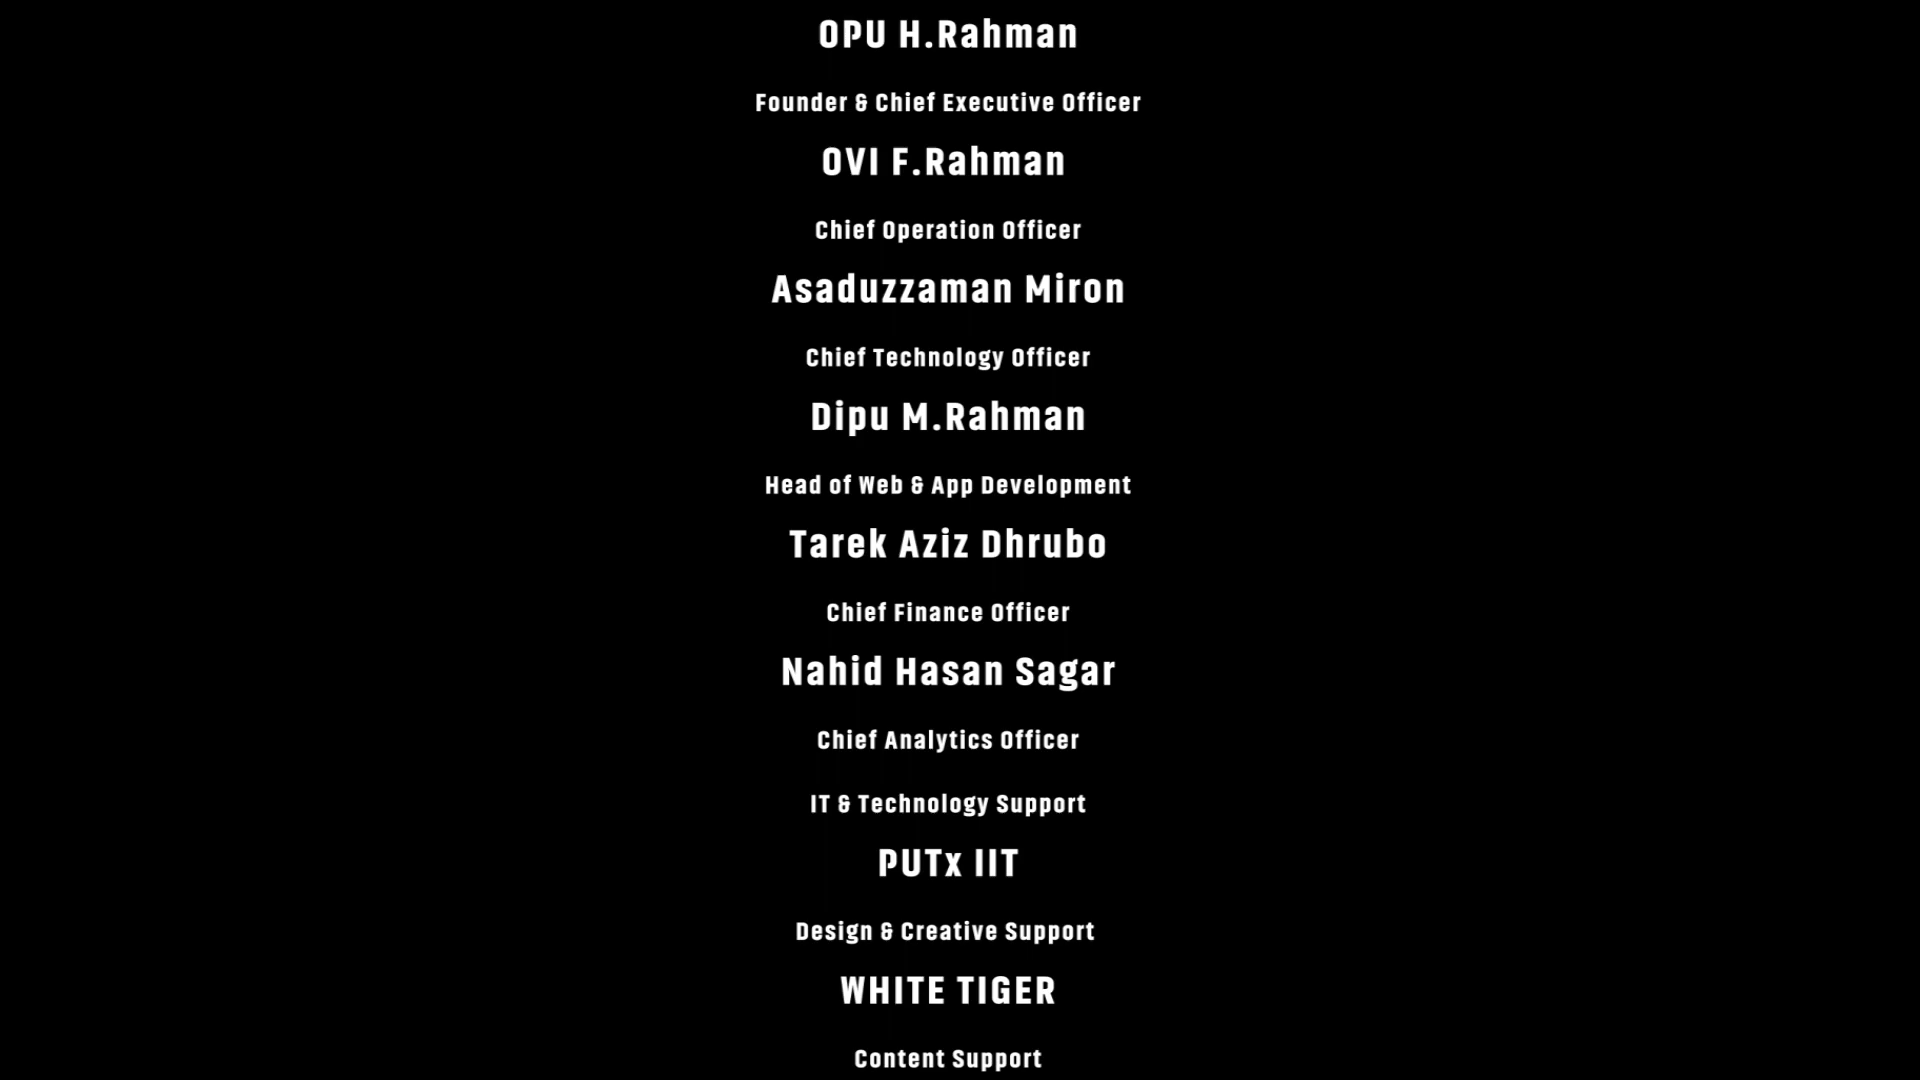 OPU H.Rahman
Founder & Chief Executive Officer
OVI F.Rahman
Chief Operation Officer
Asaduzzaman Miron
Chief Technology Officer
Dipu M.Rahman
Head of Web & App Development
Tarek Aziz Dhrubo
Chief Finance Officer
Nahid Hasan Sagar
Chief Analytics Officer
IT & Technology Support
PUTx IIT
Design & Creative Support
WHITE TIGER
Content Support